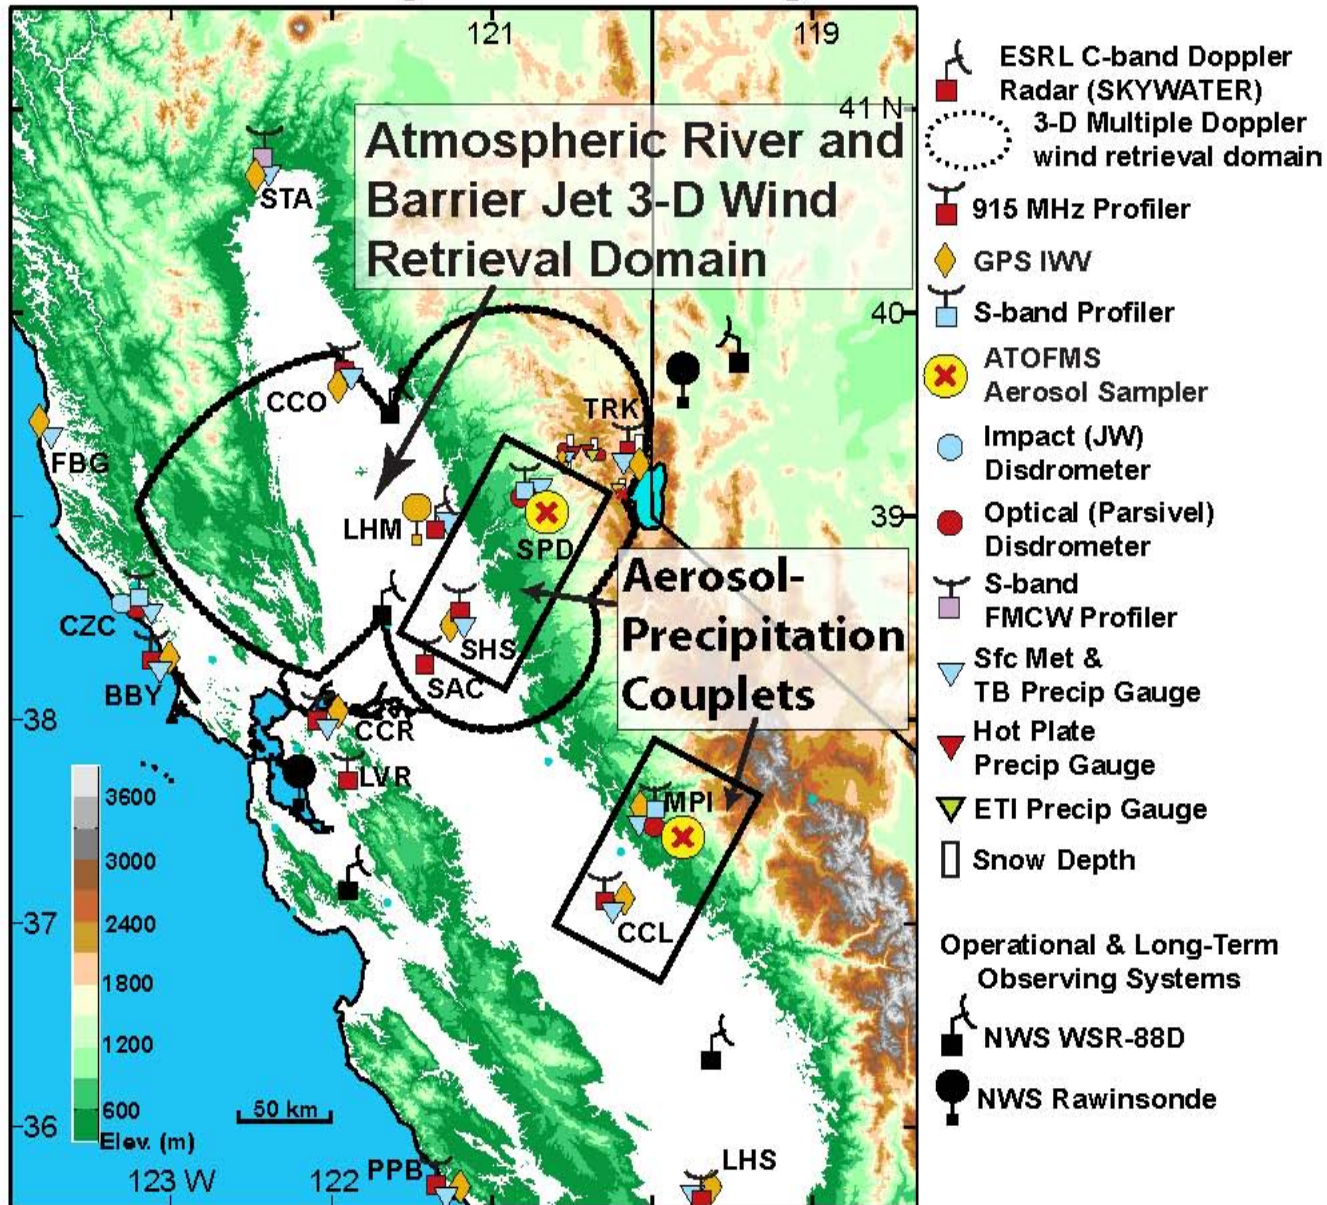 121
119
41 N
Atmospheric River and
Barrier Jet 3-D Wind
Retrieval Domain
STA
40
CCO
TRK
FBG
LHM
39
SPD
Aerosol-
Precipitation
Couplets
CZC
SHS
SAC
BBY
38
CCR
LVR
MPI
3600
3000
37
CCL
2400
1800
1200
600
Elev. (m)
50 km
36
123 W
122
PPB
LHS
ESRL C-band Doppler
Radar (SKYWATER)
3-D Multiple Doppler
wind retrieval domain
915 MHz Profiler
GPS IWV
S-band Profiler
ATOFMS
Aerosol Sampler
Impact (JW)
Disdrometer
Optical (Parsivel)
Disdrometer
S-band
FMCW Profiler
Sfc Met &
TB Precip Gauge
Hot Plate
Precip Gauge
ETI Precip Gauge
Snow Depth
Operational & Long-Term
Observing Systems
NWS WSR-88D
NWS Rawinsonde